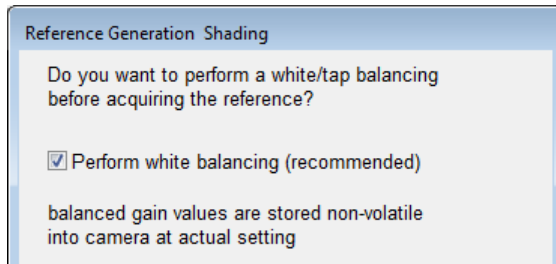 Reference Generation Shading
Do you want to perform a white/tap balancing
before acquiring the reference?
Perform white balancing (recommended)
balanced gain values are stored non-volatile
into camera at actual setting